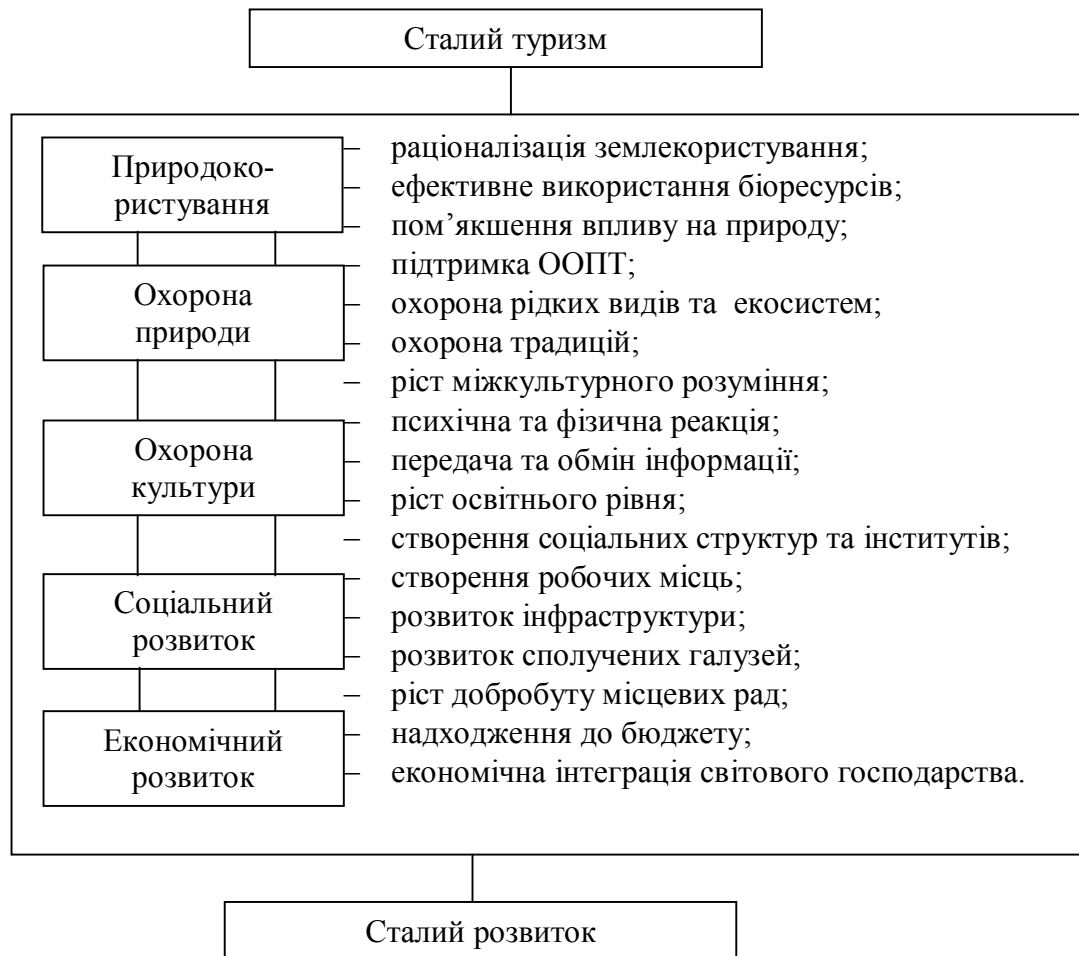 Сталий туризм
Природоко-
ристування
Охорона
природи
Охорона
культури
Соціальний
розвиток
Економічний
розвиток
– раціоналізація землекористування;
– ефективне використання біоресурсів;
– пом’якшення впливу на природу;
– підтримка ООПТ;
– охорона рідких видів та екосистем;
– охорона традицій;
– ріст міжкультурного розуміння;
– психічна та фізична реакція;
– передача та обмін інформації;
– ріст освітнього рівня;
– створення соціальних структур та інститутів;
– створення робочих місць;
– розвиток інфраструктури;
– розвиток сполучених галузей;
– ріст добробуту місцевих рад;
– надходження до бюджету;
– економічна інтеграція світового господарства.
Сталий розвиток